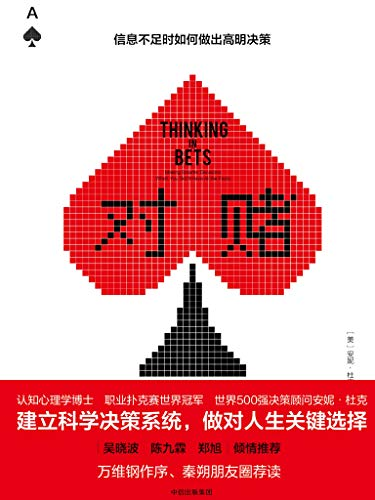 A
信息不足时如何做出高明决策
THINKING
IN
BETS
对赌
[美]安妮·杜
认知心理学博士 职业扑克赛世界冠军 世界500强决策顾问安妮·杜克
建立科学决策系统，做对人生关键选择
吴晓波 陈九霖 郑旭 倾情推荐
万维钢作序、秦朔朋友圈荐读
中信出版集团